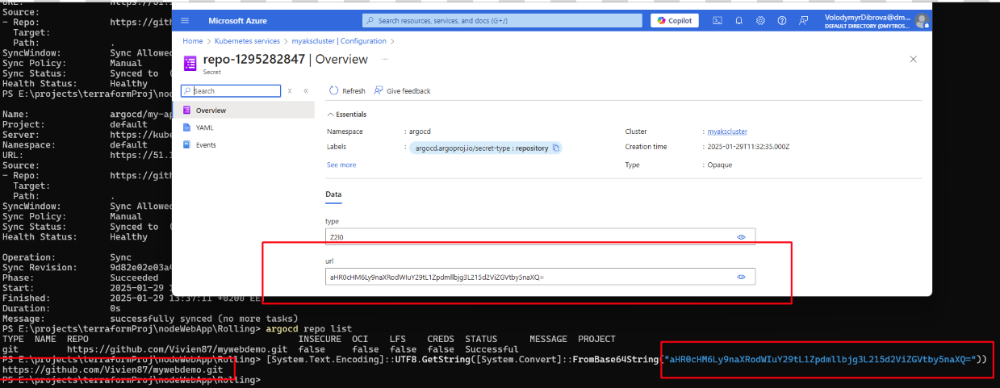 URL: https://51.1
Source:
- Repo: https://gith
Target:
Path: .
SyncWindow: Sync Allowed
Sync Policy: Manual
Sync Status: Synced to (
Health Status: Healthy
PS E:\projects\terraformProj\nod
Name: argocd/my-ap
Project: default
Server: https://kube
Namespace: default
URL: https://51.1
Source:
- Repo: https://gith
Target:
Path: .
SyncWindow: Sync Allowed
Sync Policy: Manual
Sync Status: Synced to (
Health Status: Healthy
Operation: Sync
Sync Revision: 9d82e02e03a4
Phase: Succeeded
Start: 2025-01-29 1
Finished: 2025-01-29 13:37:11 +0200 EE
Duration: 0s
Message: successfully synced (no more tasks)
PS E:\projects\terraformProj\nodeWebApp\Rolling> argocd repo list
TYPE NAME REPO INSECURE OCI LFS CREDS STATUS MESSAGE PROJECT
git https://github.com/Vivien87/mywebdemo.git false false false false Successful
PS E:\projects\terraformProj\nodeWebApp\Rolling> [System.Text.Encoding]::UTF8.GetString([System.Convert]::FromBase64String("aHR0cHM6Ly9naXRodWIuY29tL1Zpdmllbjg3L215d2ViZGVtby5naXQ="))
https://github.com/Vivien87/mywebdemo.git
PS E:\projects\terraformProj\nodeWebApp\Rolling>
Microsoft Azure
Search resources, services, and docs (G+/)
Copilot
VolodymyrDibrova@dm...
DEFAULT DIRECTORY (DMYTROS...
Home > Kubernetes services > myakscluster | Configuration >
repo-1295282847 | Overview ...
Secret
Search
Overview
YAML
Events
Refresh Give feedback
Essentials
Namespace : argocd
Labels : argocd.argoproj.io/secret-type : repository
See more
Cluster : myakscluster
Creation time : 2025-01-29T11:32:35.000Z
Type : Opaque
Data
type
Z2l0
url
aHR0cHM6Ly9naXRodWIuY29tL1Zpdmllbjg3L215d2ViZGVtby5naXQ=